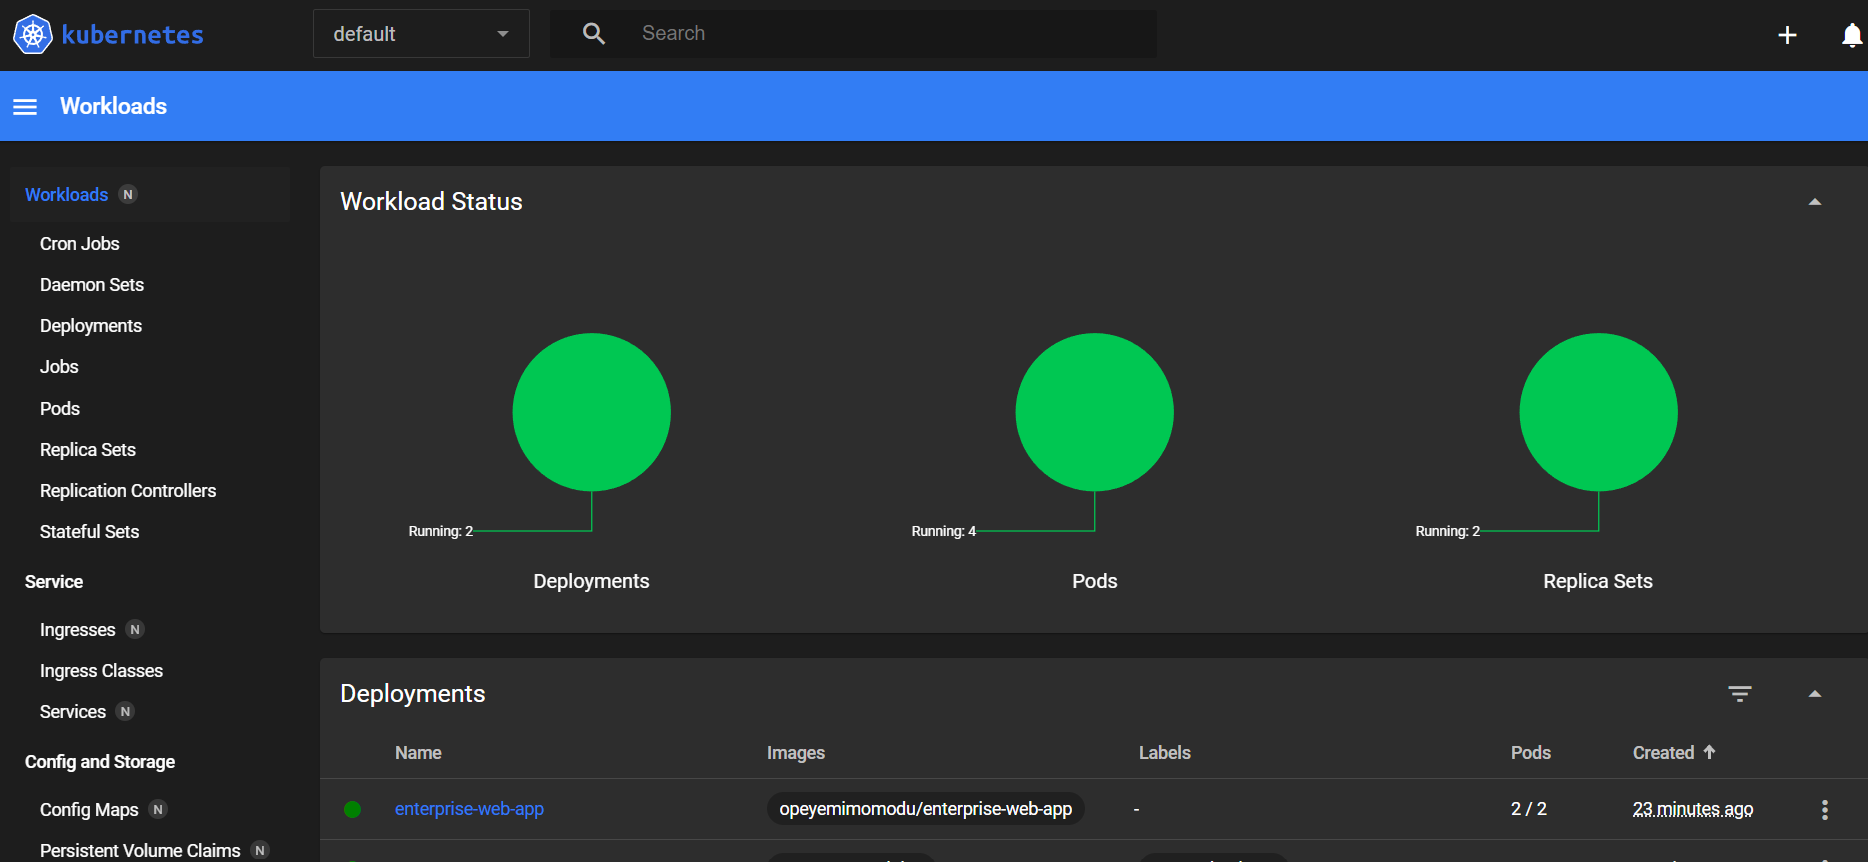 kubernetes
default
Search
Workloads
Workloads N
Cron Jobs
Daemon Sets
Deployments
Jobs
Pods
Replica Sets
Replication Controllers
Stateful Sets
Service
Ingresses N
Ingress Classes
Services N
Config and Storage
Config Maps N
Persistent Volume Claims N
Workload Status
Running: 2
Deployments
Running: 4
Pods
Running: 2
Replica Sets
Deployments
Name Images Labels Pods Created
enterprise-web-app opeyemimomodu/enterprise-web-app - 2 / 2 23 minutes ago